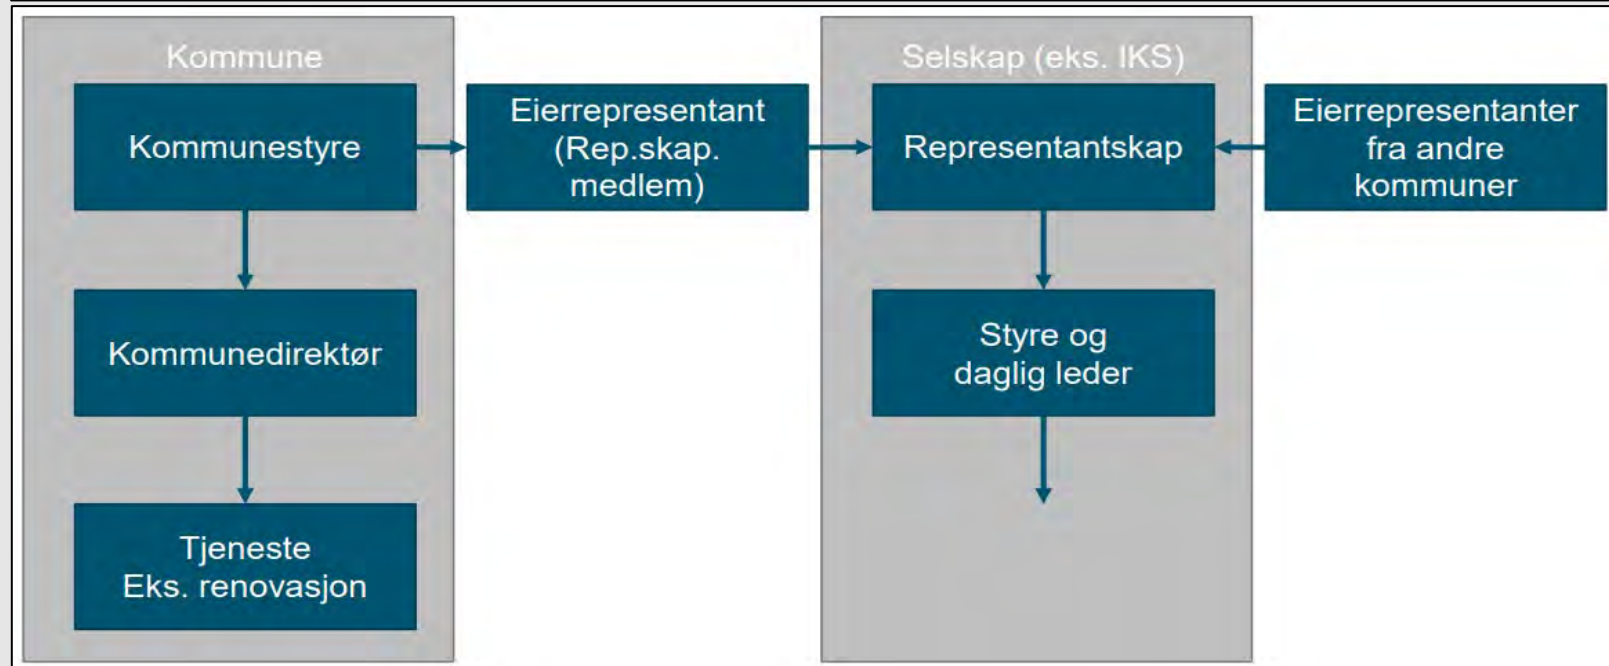 Kommune
Kommunestyre
Kommunedirektør
Tjeneste
Eks. renovasjon
Eierrepresentant
(Rep.skap.
medlem)
Selskap (eks. IKS)
Representantskap
Styre og
daglig leder
Eierrepresentanter
fra andre
kommuner